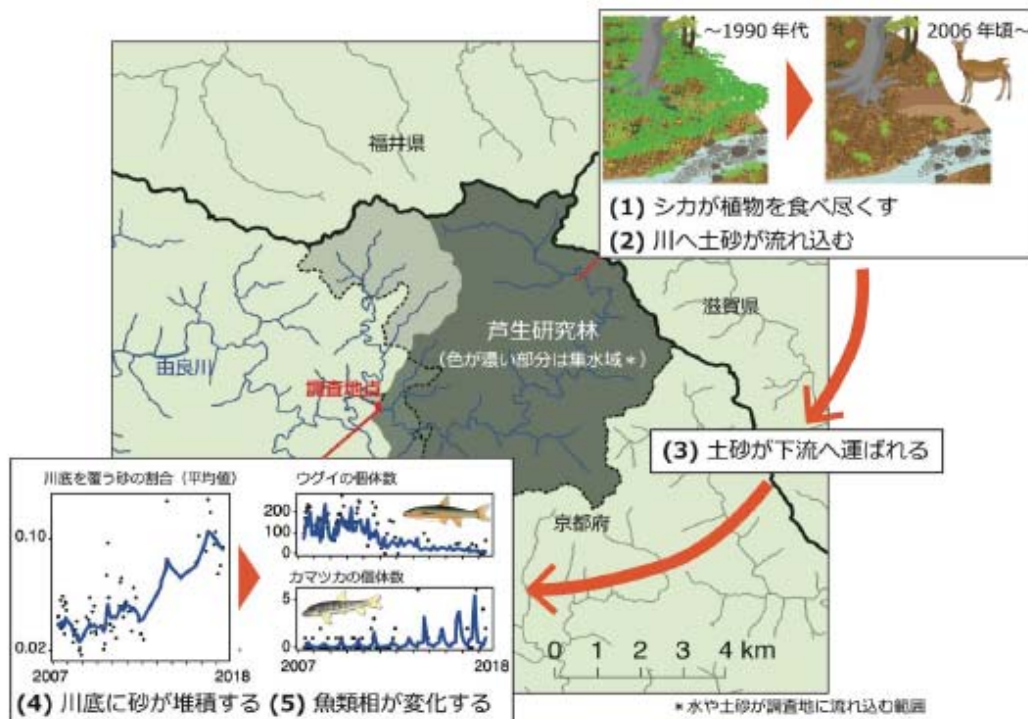 ～1990 年代
2006 年頃～
(1) シカが植物を食べ尽くす
(2) 川へ土砂が流れ込む
福井県
滋賀県
芦生研究林
（色が濃い部分は集水域＊）
由良川
調査地点
(3) 土砂が下流へ運ばれる
京都府
川底を覆う砂の割合（平均値）
0.10
0.02
2007
2018
(4) 川底に砂が堆積する
ウグイの個体数
200
100
0
カマツカの個体数
5
0
2007
2018
(5) 魚類相が変化する
0 1 2 3 4 km
＊水や土砂が調査地に流れ込む範囲